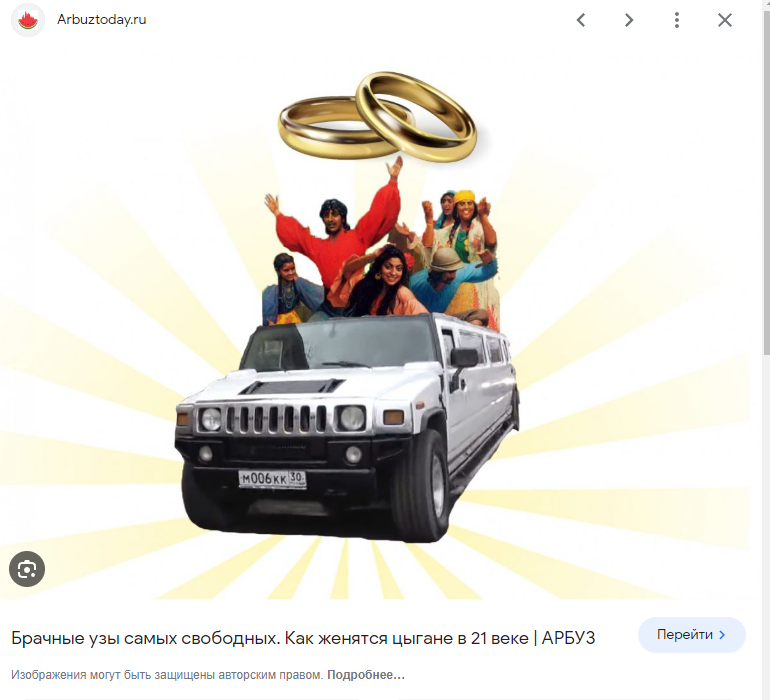 Arbuztoday.ru
М006КК 30
Брачные узы самых свободных. Как женятся цыгане в 21 веке | АРБУЗ
Перейти
Изображения могут быть защищены авторским правом. Подробнее...